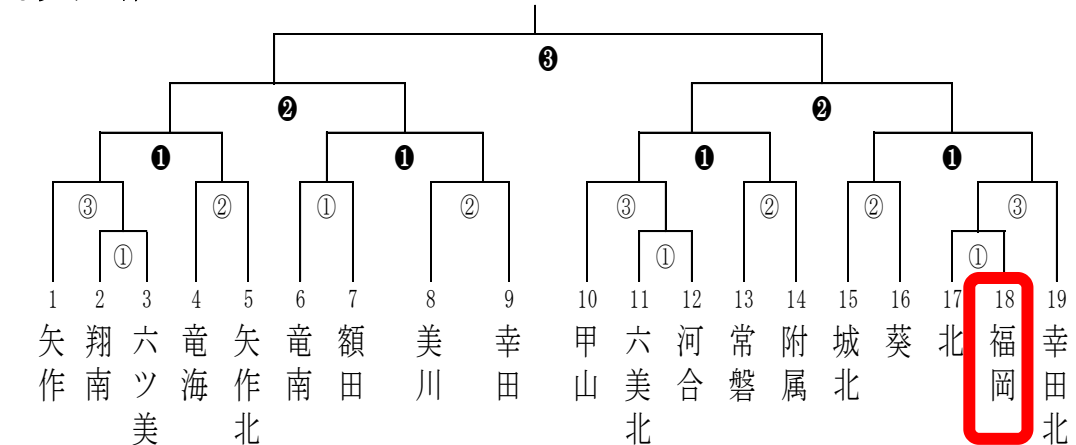 ❸
❷ ❷
❶ ❶ ❶ ❶
③ ② ① ② ③ ② ② ③
① ① ①
1 2 3 4 5 6 7 8 9 10 11 12 13 14 15 16 17 18 19
矢作
翔南
六ツ美
竜海
矢作北
竜南
額田
美川
幸田
甲山
六美北
河合
常磐
附属
城北
葵
北
福岡
幸田北